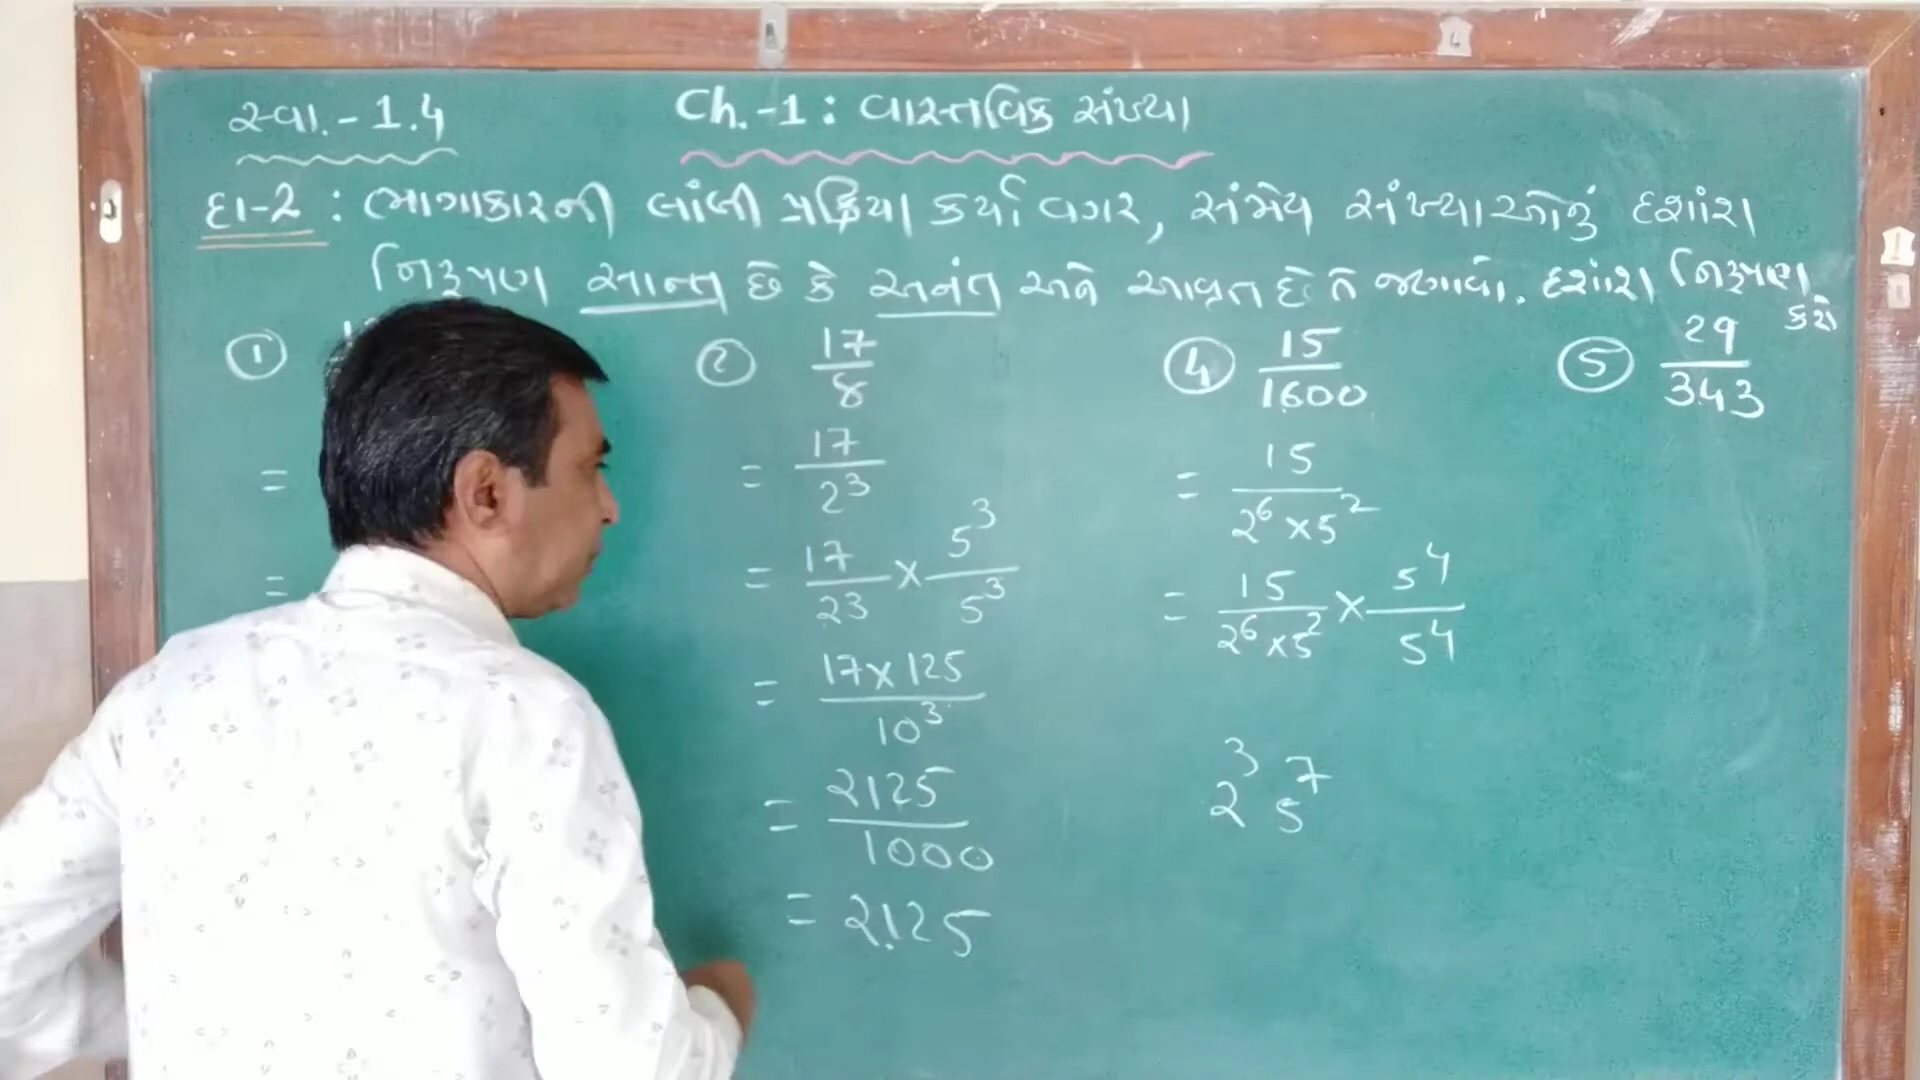 સ્વા.-1.4
Ch.-1: વાસ્તવિક સંખ્યા
દા-2 : ભાગાકારની લાંબી પ્રક્રિયા કર્યા વગર, સંમેય સંખ્યાઓનું દશાંશ
નિરૂપણ સાન્ત છે કે અનંત અને આવૃત્ત છે તે જણાવો. દશાંશ નિરૂપણ
કરો
①
=
=
② 17/8
= 17/2³
= 17/2³ × 5³/5³
= 17×125/10³
= 2125/1000
= 2.125
④ 15/1600
= 15/2⁶×5²
= 15/2⁶×5² × 5⁴/5⁴
2³ 5⁷
⑤ 29/343